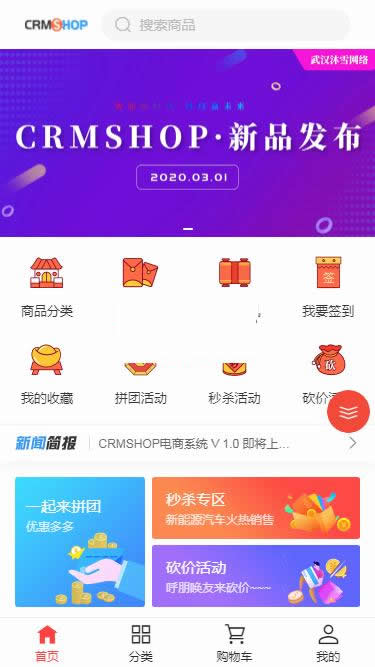 CRMSHOP
搜索商品
武汉沐雪网络
CRMSHOP·新品发布
2020.03.01
商品分类
签
我要签到
砍
我的收藏
拼团活动
秒杀活动
砍价活
新闻简报
CRMSHOP电商系统 V 1.0 即将上...
一起来拼团
优惠多多
秒杀专区
新能源汽车火热销售
砍价活动
呼朋唤友来砍价~~~
首页
分类
购物车
我的